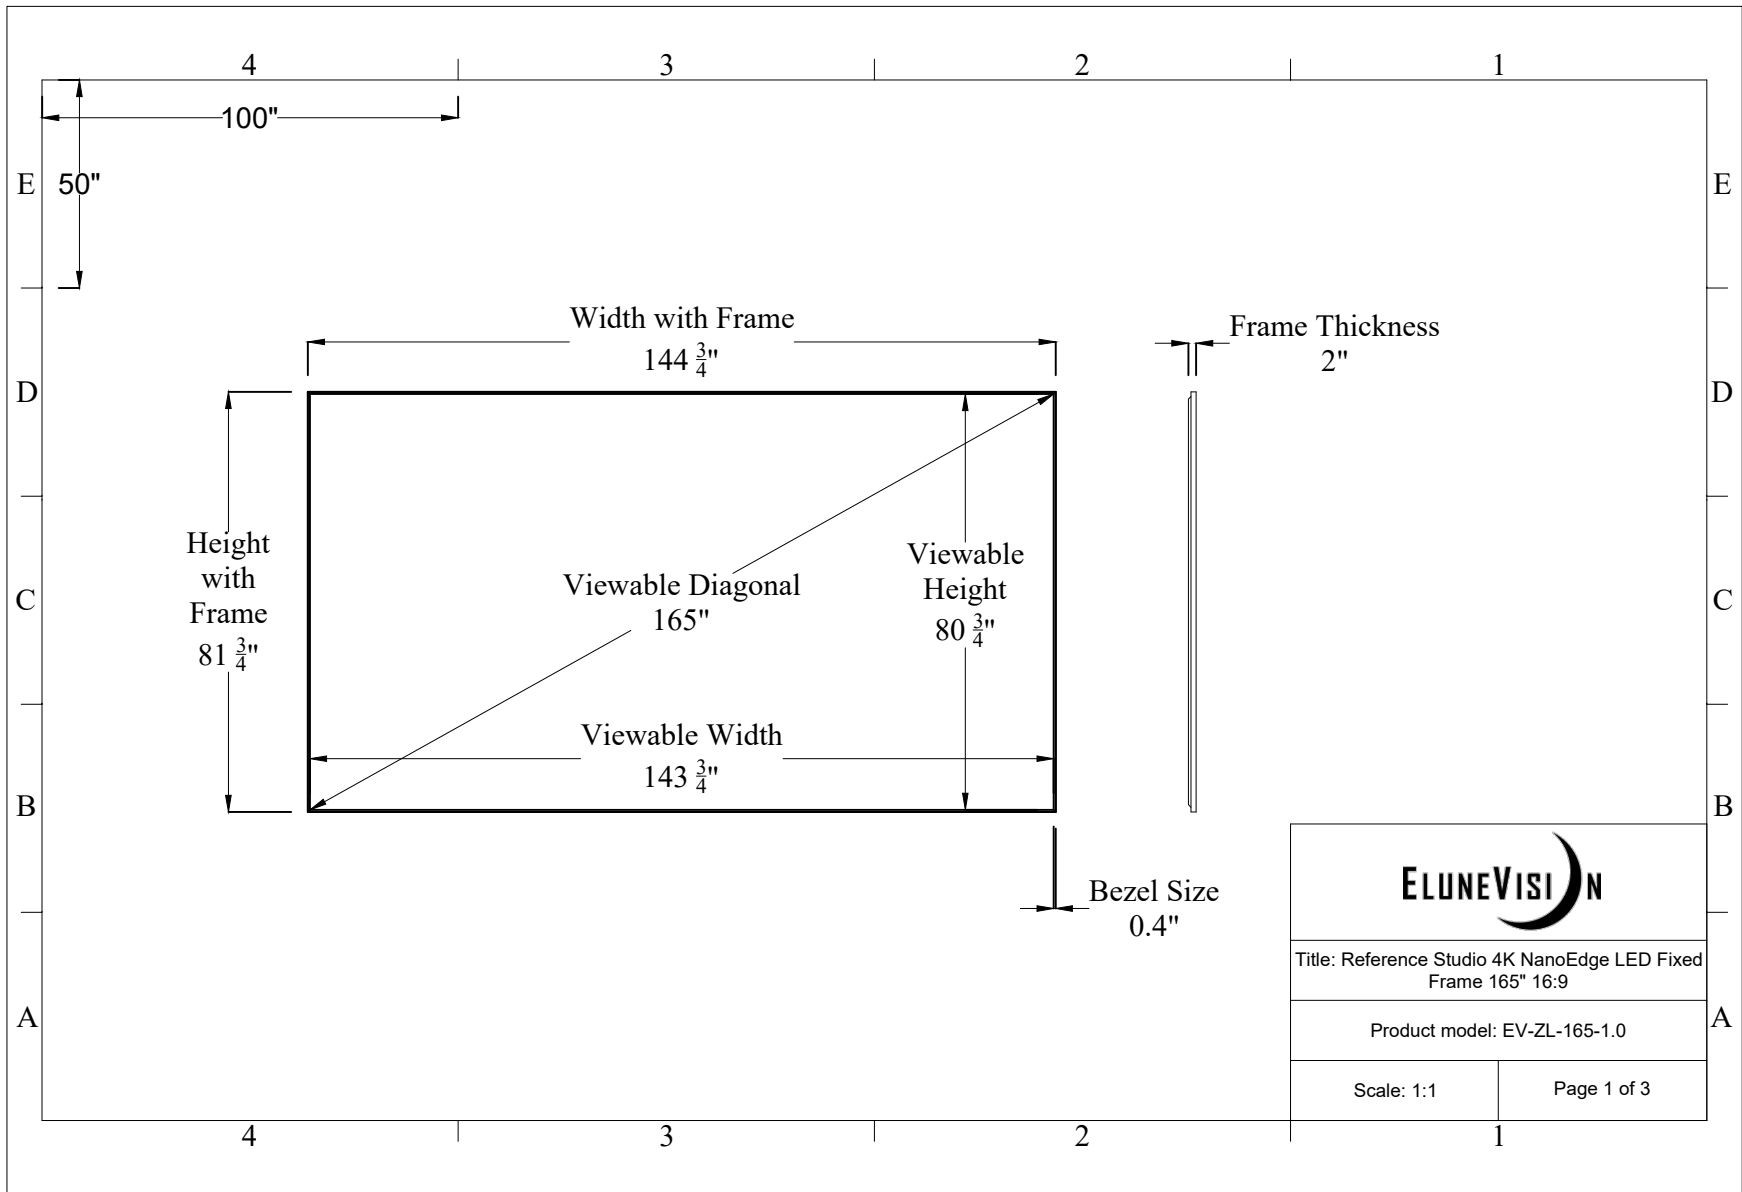 4 3 2 1
100"
E 50" E
Width with Frame
144 3/4"
Frame Thickness
2"
D D
Height
with
Frame
81 3/4"
Viewable Diagonal
165"
Viewable
Height
80 3/4"
C C
Viewable Width
143 3/4"
B B
Bezel Size
0.4"
ELUNEVISION
Title: Reference Studio 4K NanoEdge LED Fixed
Frame 165" 16:9
A A
Product model: EV-ZL-165-1.0
Scale: 1:1 Page 1 of 3
4 3 2 1